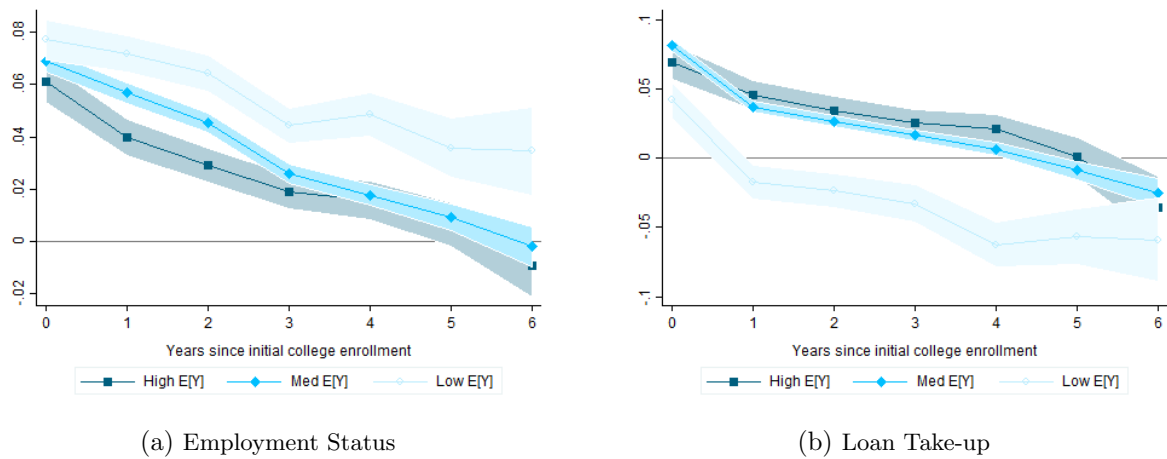 .08
.06
.04
.02
0
-.02
0 1 2 3 4 5 6
Years since initial college enrollment
High E[Y] Med E[Y] Low E[Y]
(a) Employment Status
.1
.05
0
-.05
-.1
0 1 2 3 4 5 6
Years since initial college enrollment
High E[Y] Med E[Y] Low E[Y]
(b) Loan Take-up